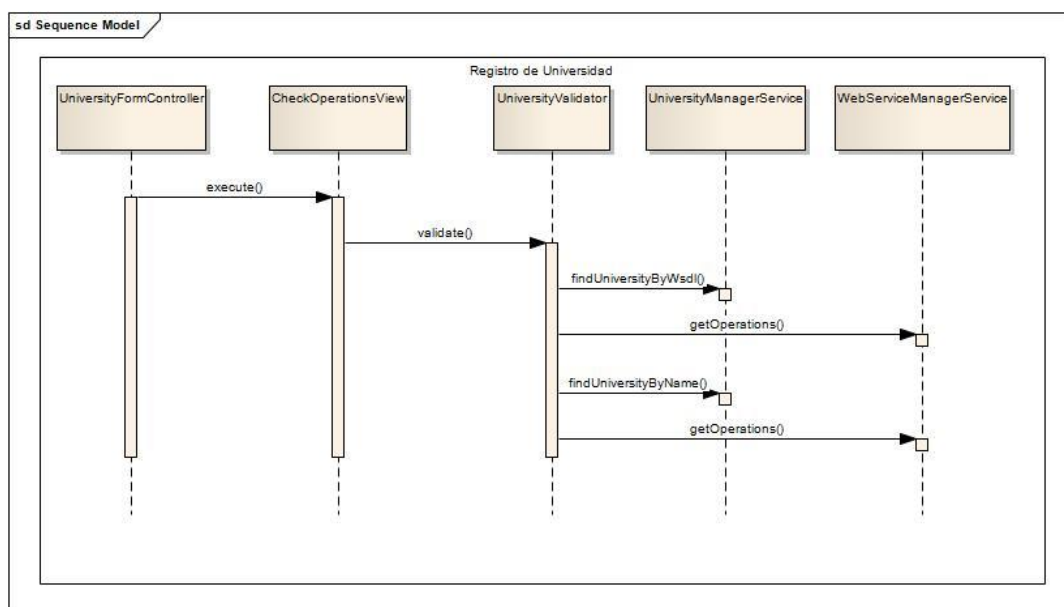 sd Sequence Model
Registro de Universidad
UniversityFormController
CheckOperationsView
UniversityValidator
UniversityManagerService
WebServiceManagerService
execute()
validate()
findUniversityByWsdl()
getOperations()
findUniversityByName()
getOperations()